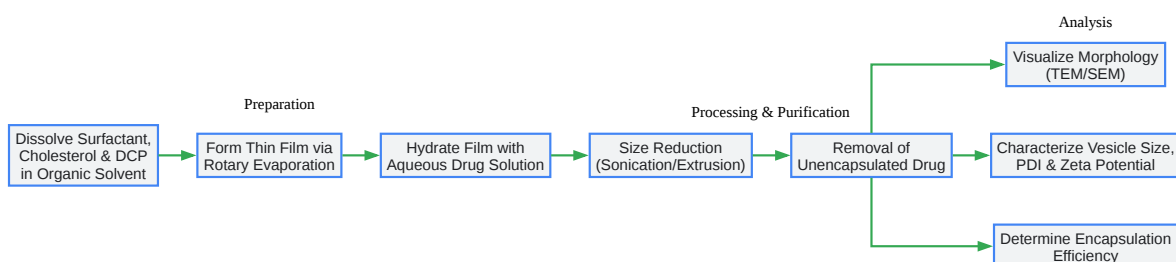 Analysis
Visualize Morphology
(TEM/SEM)
Preparation
Processing & Purification
Dissolve Surfactant,
Cholesterol & DCP
in Organic Solvent
Form Thin Film via
Rotary Evaporation
Hydrate Film with
Aqueous Drug Solution
Size Reduction
(Sonication/Extrusion)
Removal of
Unencapsulated Drug
Characterize Vesicle Size,
PDI & Zeta Potential
Determine Encapsulation
Efficiency